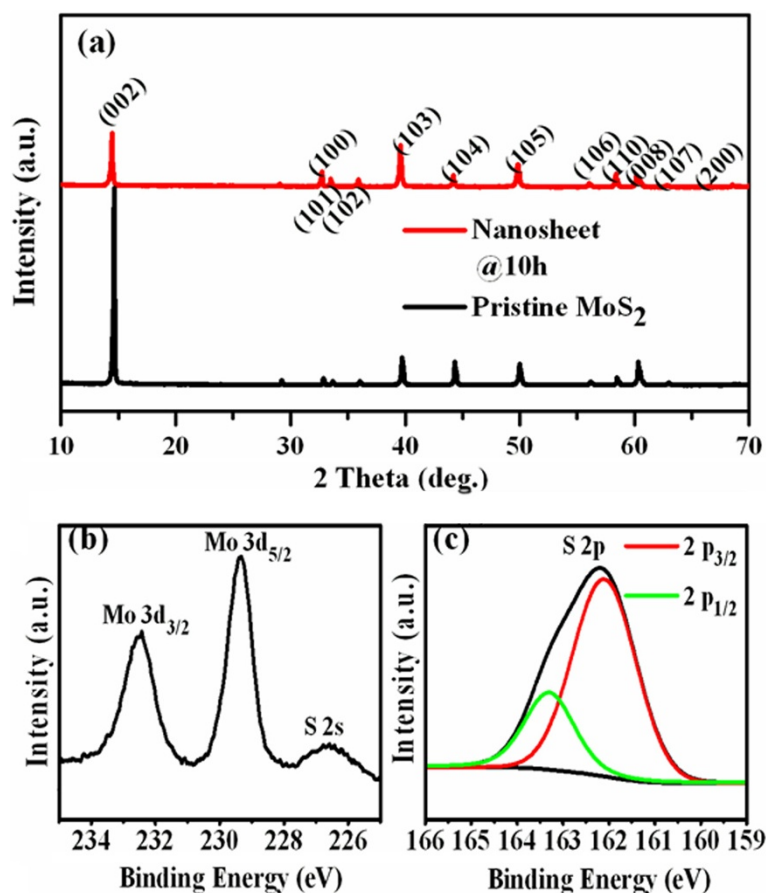 (a)
Intensity (a.u.)
(002)
(100)
(101)
(102)
(103)
(104)
(105)
(106)
(110)
(008)
(107)
(200)
Nanosheet
@10h
Pristine MoS2
10 20 30 40 50 60 70
2 Theta (deg.)
(b)
Intensity (a.u.)
Mo 3d3/2
Mo 3d5/2
S 2s
234 232 231 229 228 226
Binding Energy (eV)
(c)
Intensity (a.u.)
S 2p
2 p3/2
2 p1/2
166 165 164 163 162 161 160 159
Binding Energy (eV)